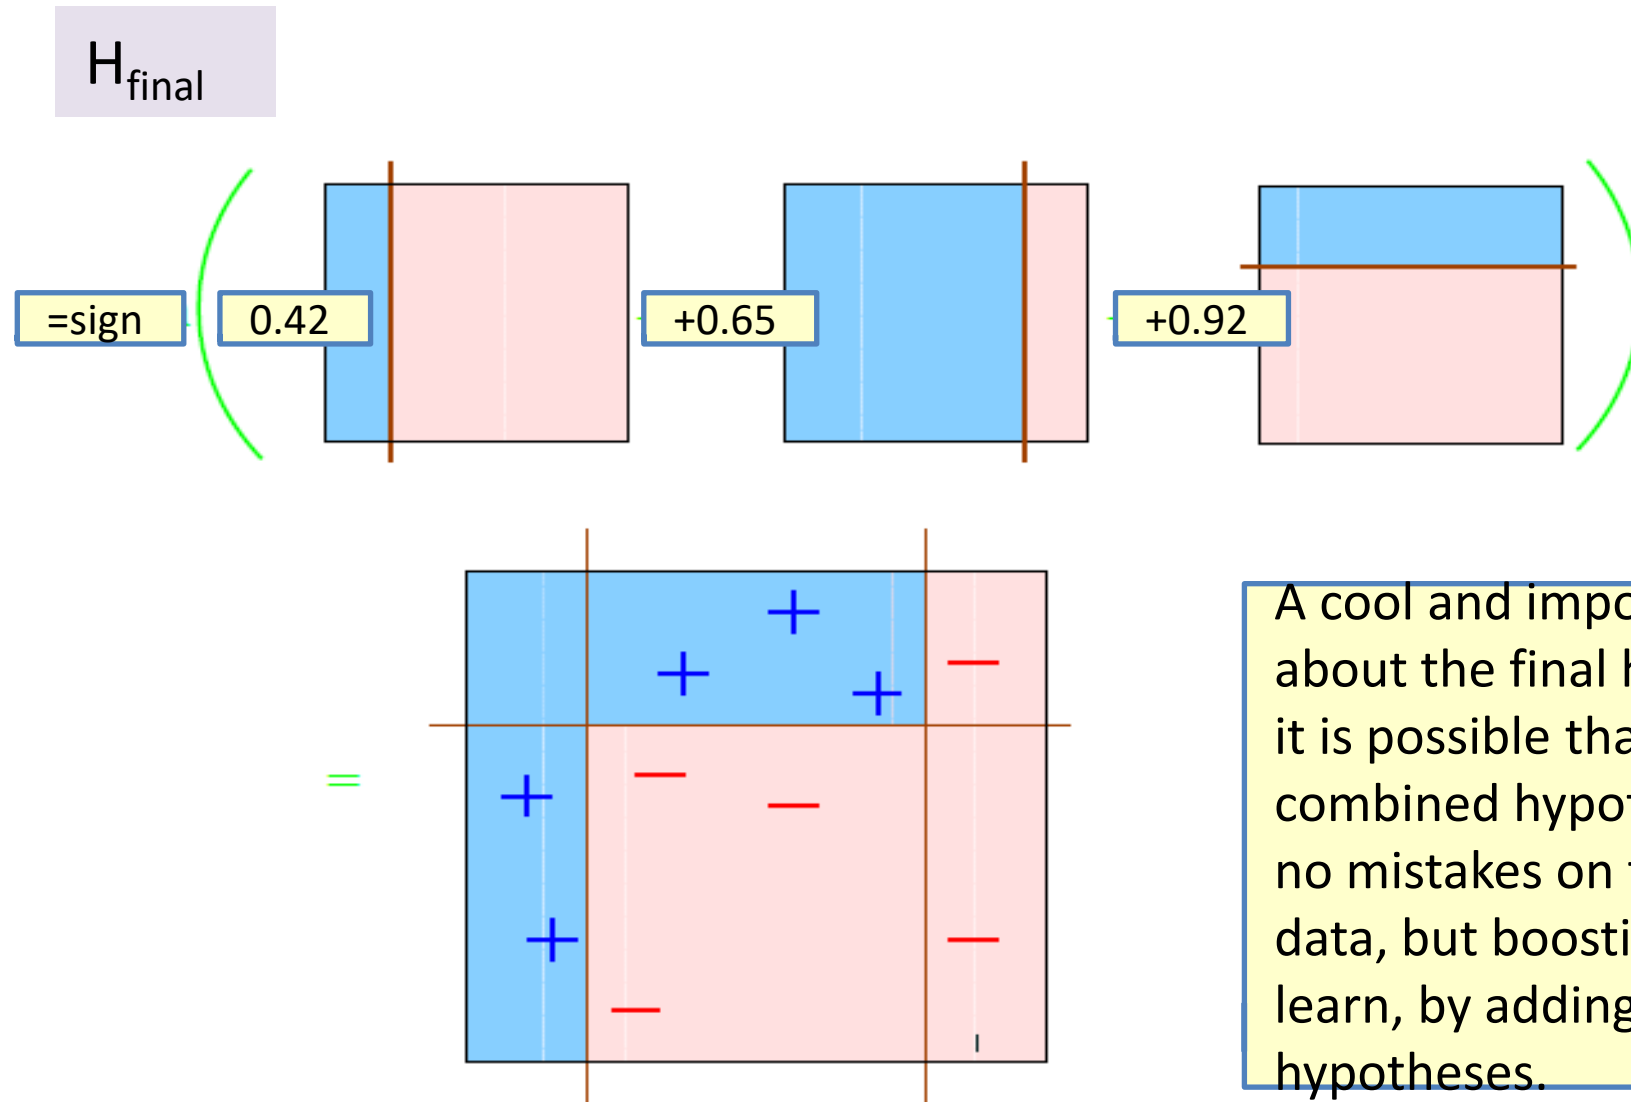 Hfinal
=sign
0.42
+0.65
+0.92
=
A cool and
about the final
it is possible
combined
no mistakes on
data, but
learn, by adding
hypotheses.